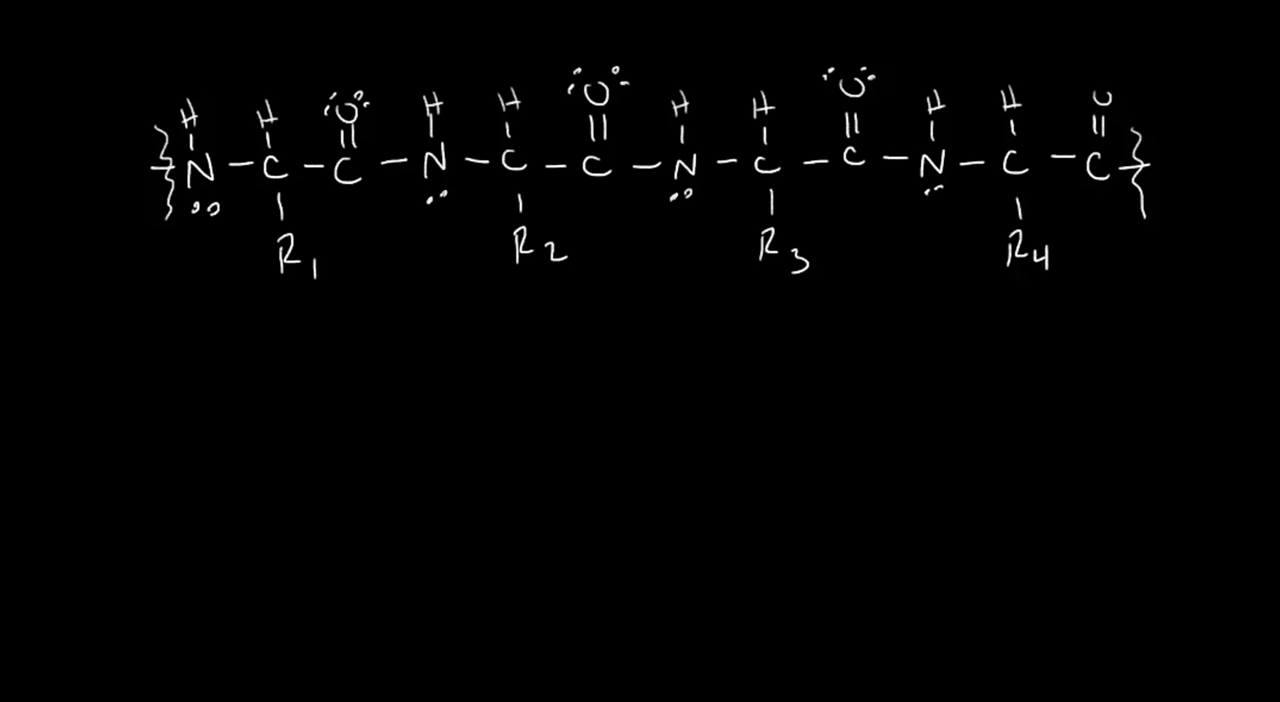 H H O H H O H H O H H O
N – C – C – N – C – C – N – C – C – N – C – C
R1 R2 R3 R4